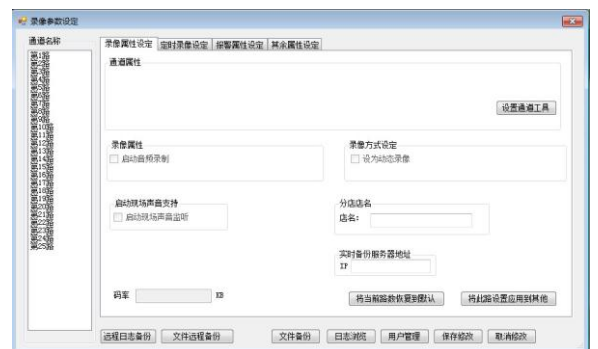 录像参数设定
通道名称
第1路
第2路
第3路
第4路
第5路
第6路
第7路
第8路
第9路
第10路
第11路
第12路
第13路
第14路
第15路
第16路
第17路
第18路
第19路
第20路
第21路
第22路
第23路
第24路
第25路
录像属性设定 定时录像设定 报警属性设定 其余属性设定
通道属性
设置通道工具
录像属性
启动音频录制
录像方式设定
设为动态录像
启动现场声音支持
启动现场声音监听
分店店名
店名:
实时备份服务器地址
IP
码率 KB
将当前路数恢复到默认 将此路设置应用到其他
远程日志备份 文件远程备份 文件备份 日志浏览 用户管理 保存修改 取消修改